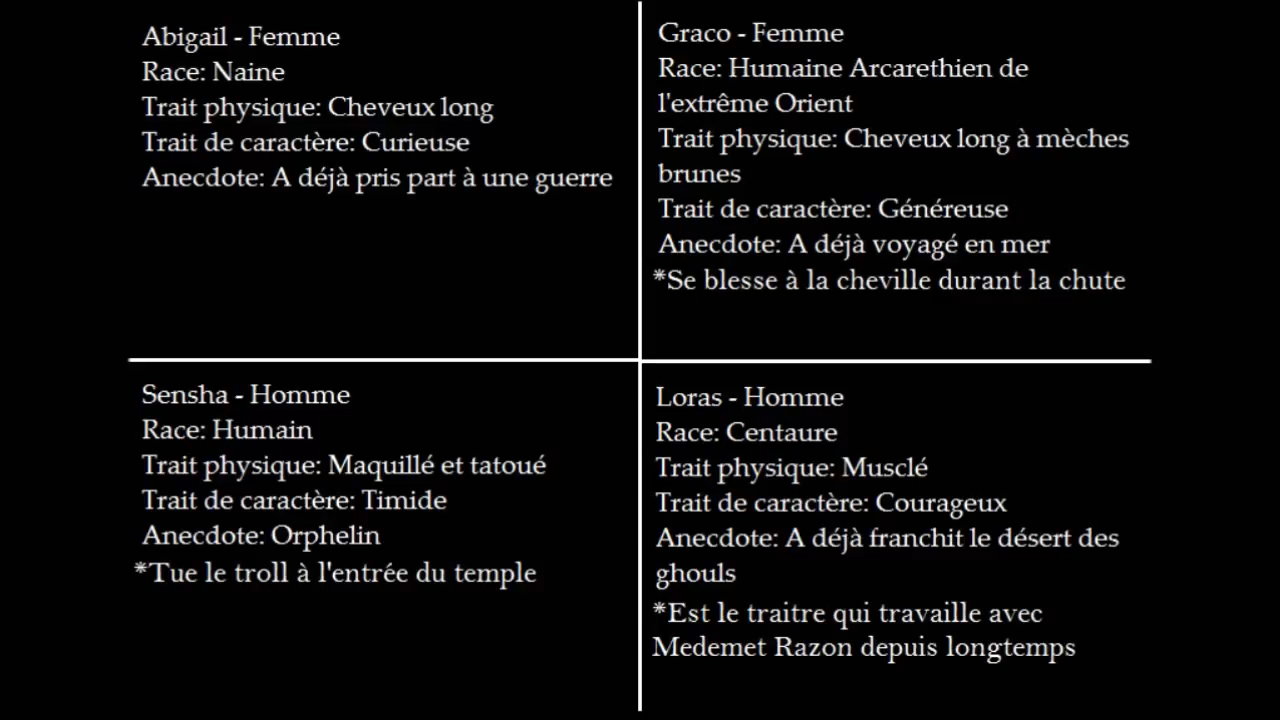 Abigail - Femme
Race: Naine
Trait physique: Cheveux long
Trait de caractère: Curieuse
Anecdote: A déjà pris part à une guerre
Graco - Femme
Race: Humaine Arcarethien de
l'extrême Orient
Trait physique: Cheveux long à mèches
brunes
Trait de caractère: Généreuse
Anecdote: A déjà voyagé en mer
*Se blesse à la cheville durant la chute
Sensha - Homme
Race: Humain
Trait physique: Maquillé et tatoué
Trait de caractère: Timide
Anecdote: Orphelin
*Tue le troll à l'entrée du temple
Loras - Homme
Race: Centaure
Trait physique: Musclé
Trait de caractère: Courageux
Anecdote: A déjà franchit le désert des
ghouls
*Est le traitre qui travaille avec
Medemet Razon depuis longtemps